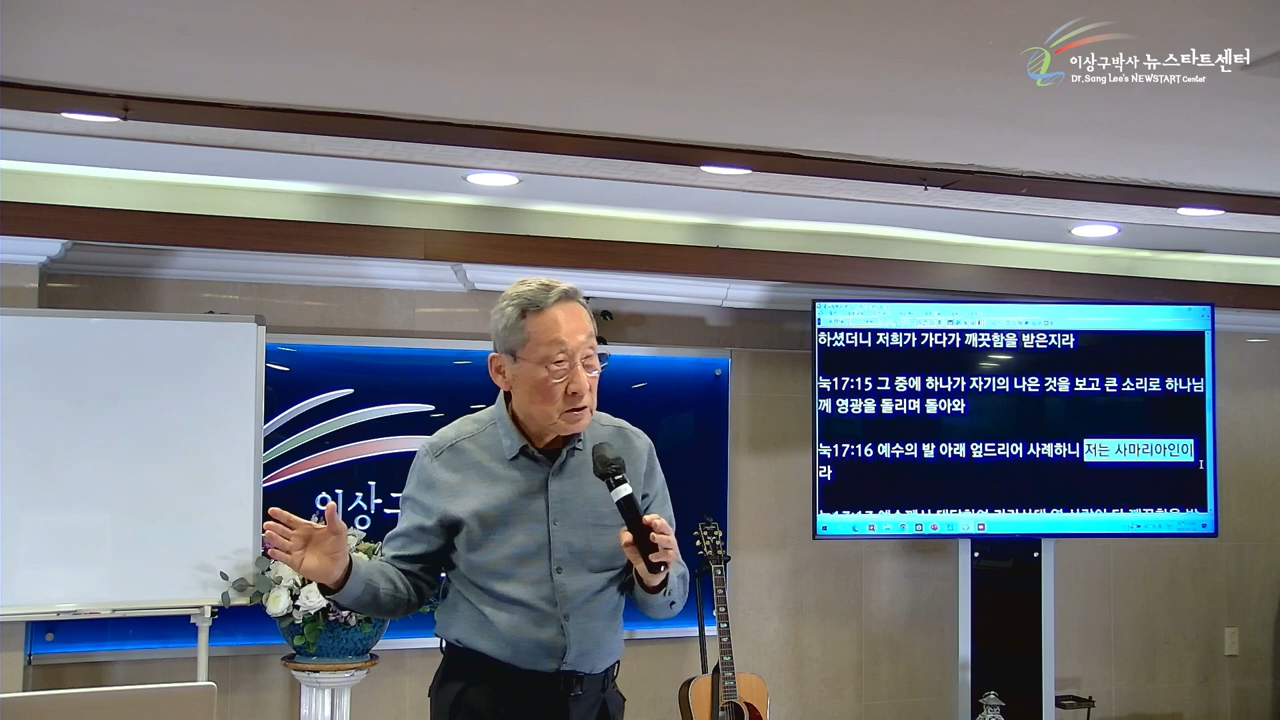 이상구박사 뉴스타트센터
Dr. Sang Lee's NEWSTART Center
하셨더니 저희가 가다가 깨끗함을 받은지라
눅17:15 그 중에 하나가 자기의 나은 것을 보고 큰 소리로 하나님
께 영광을 돌리며 돌아와
눅17:16 예수의 발 아래 엎드리어 사례하니 저는 사마리아인이
라
이상구